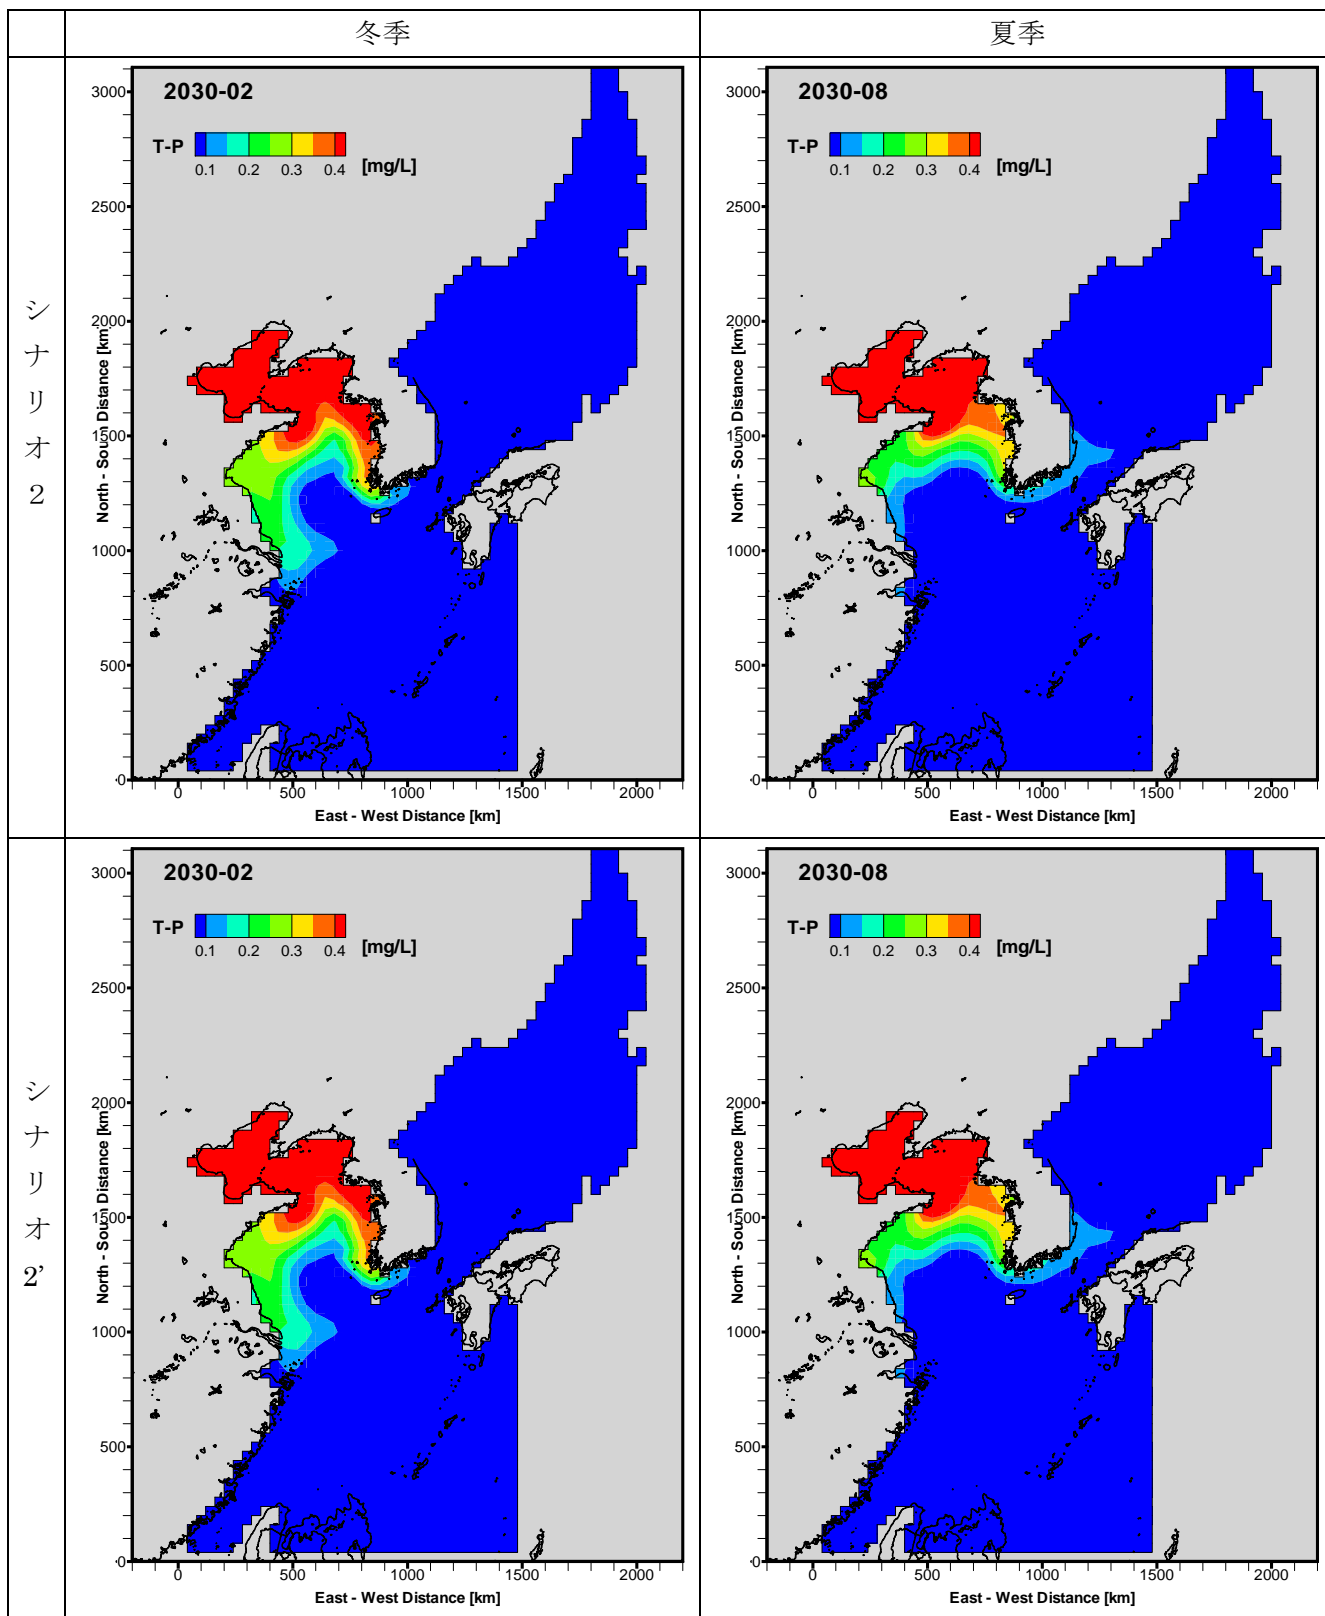 冬季
夏季
シナリオ2
2030-02
T-P
0.1 0.2 0.3 0.4 [mg/L]
North - South Distance [km]
3000
2500
2000
1500
1000
500
0
0 500 1000 1500 2000
East - West Distance [km]
2030-08
T-P
0.1 0.2 0.3 0.4 [mg/L]
North - South Distance [km]
3000
2500
2000
1500
1000
500
0
0 500 1000 1500 2000
East - West Distance [km]
シナリオ2’
2030-02
T-P
0.1 0.2 0.3 0.4 [mg/L]
North - South Distance [km]
3000
2500
2000
1500
1000
500
0
0 500 1000 1500 2000
East - West Distance [km]
2030-08
T-P
0.1 0.2 0.3 0.4 [mg/L]
North - South Distance [km]
3000
2500
2000
1500
1000
500
0
0 500 1000 1500 2000
East - West Distance [km]